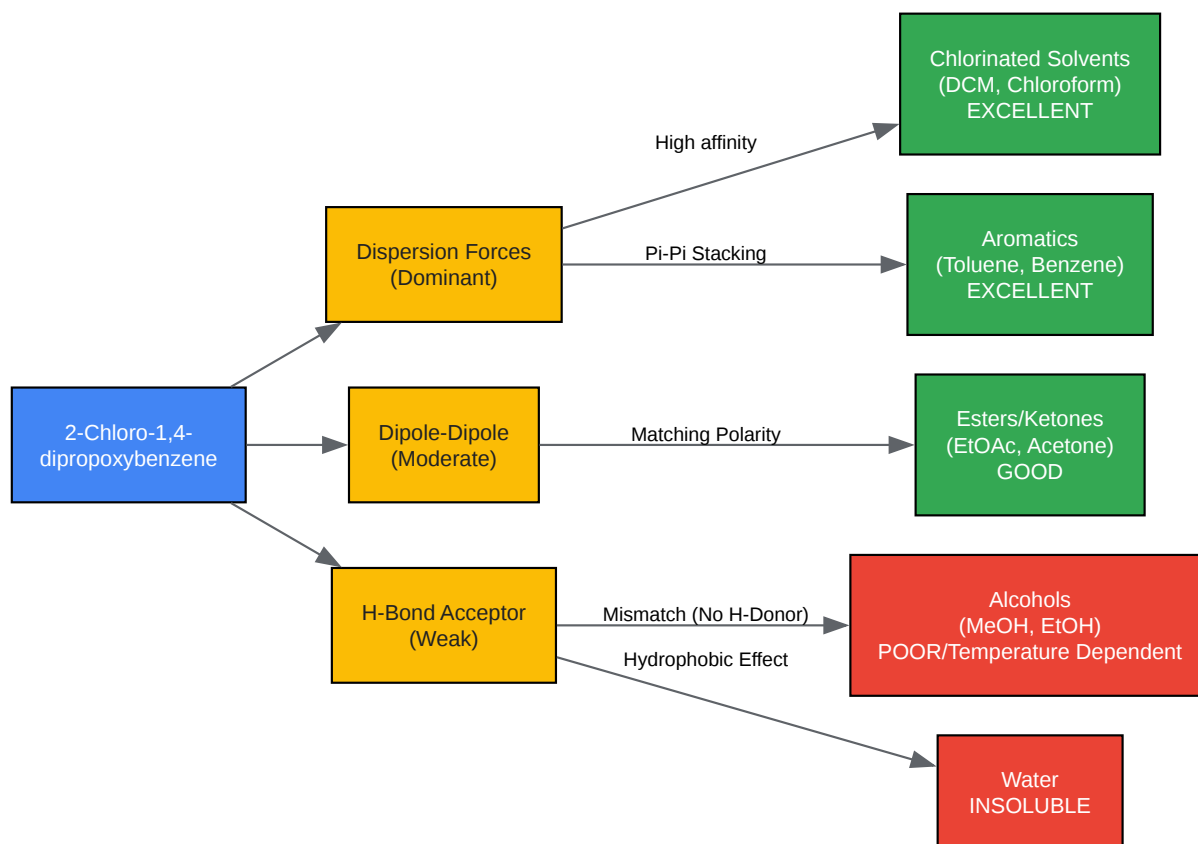 2-Chloro-1,4-
dipropoxybenzene
Dispersion Forces
(Dominant)
Dipole-Dipole
(Moderate)
H-Bond Acceptor
(Weak)
High affinity
Pi-Pi Stacking
Matching Polarity
Mismatch (No H-Donor)
Hydrophobic Effect
Chlorinated Solvents
(DCM, Chloroform)
EXCELLENT
Aromatics
(Toluene, Benzene)
EXCELLENT
Esters/Ketones
(EtOAc, Acetone)
GOOD
Alcohols
(MeOH, EtOH)
POOR/Temperature Dependent
Water
INSOLUBLE